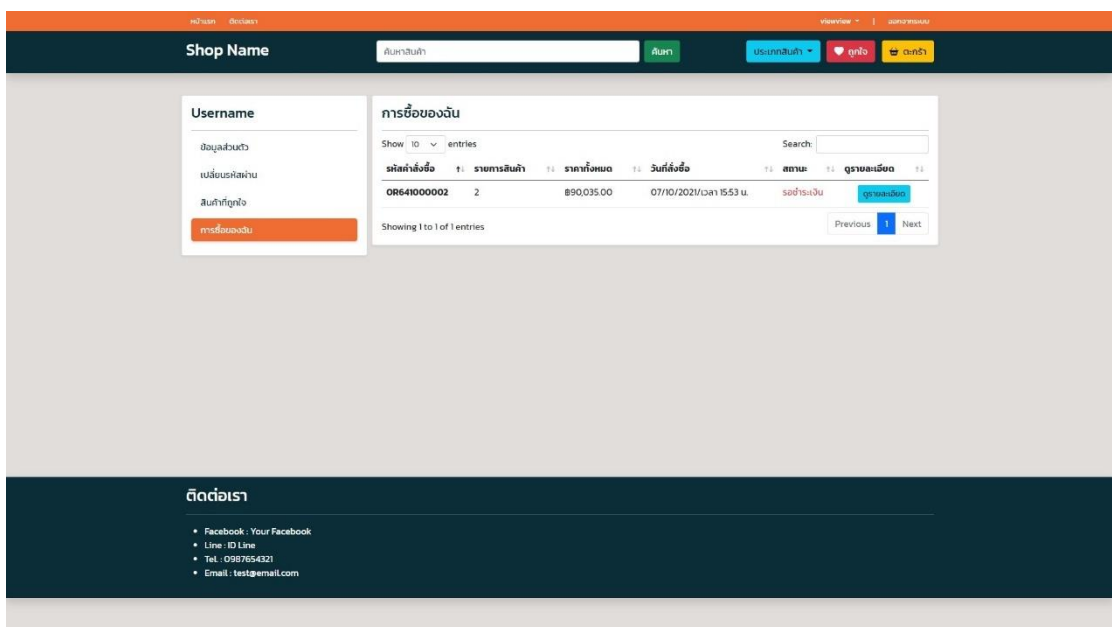 หน้าแรก ติดต่อเรา viewview | ออกจากระบบ
Shop Name ค้นหาสินค้า ค้นหา ประเภทสินค้า ถูกใจ ตะกร้า
Username
ข้อมูลส่วนตัว
เปลี่ยนรหัสผ่าน
สินค้าที่ถูกใจ
การซื้อของฉัน
การซื้อของฉัน
Show 10 entries Search:
รหัสคำสั่งซื้อ รายการสินค้า ราคาทั้งหมด วันที่สั่งซื้อ สถานะ ดูรายละเอียด
OR641000002 2 ฿90,035.00 07/10/2021/เวลา 15:53 น. รอชำระเงิน ดูรายละเอียด
Showing 1 to 1 of 1 entries Previous 1 Next
ติดต่อเรา
• Facebook : Your Facebook
• Line : ID Line
• Tel. : 0987654321
• Email : test@email.com